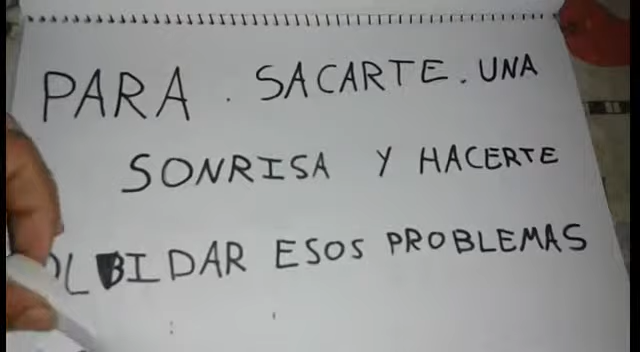 PARA . SACARTE . UNA
SONRISA Y HACERTE
OLBIDAR ESOS PROBLEMAS